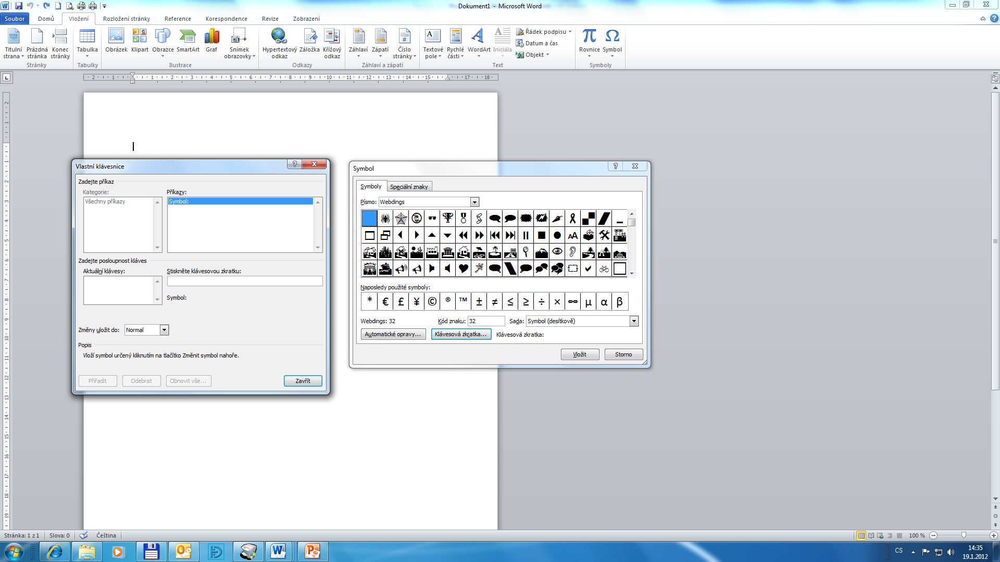 Dokument1 - Microsoft Word
Soubor Domů Vložení Rozložení stránky Reference Korespondence Revize Zobrazení
Titulní strana Prázdná stránka Konec stránky
Stránky
Tabulka
Tabulky
Obrázek Klipart Obrazce SmartArt Graf Snímek obrazovky
Ilustrace
Hypertextový odkaz Záložka Křížový odkaz
Odkazy
Záhlaví Zápatí Číslo stránky
Záhlaví a zápatí
Textové pole Rychlé části WordArt Iniciála
Řádek podpisu
Datum a čas
Objekt
Text
Rovnice Symbol
Symboly
2 1 1 2 3 4 5 6 7 8 9 10 11 12 13 14 15 17 18
Vlastní klávesnice
Zadejte příkaz
Kategorie: Příkazy:
Všechny příkazy Symbol:
Zadejte posloupnost kláves
Aktuální klávesy: Stiskněte klávesovou zkratku:
Symbol:
Změny uložit do: Normal
Popis
Vloží symbol určený kliknutím na tlačítko Změnit symbol nahoře.
Přiřadit Odebrat Obnovit vše... Zavřít
Symbol
Symboly Speciální znaky
Písmo: Webdings
Naposledy použité symboly:
* € £ ¥ © ® ™ ± ≠ ≤ ≥ ÷ × ∞ µ α β
Webdings: 32 Kód znaku: 32 Sada: Symbol (desítkově)
Automatické opravy... Klávesová zkratka... Klávesová zkratka:
Vložit Storno
Stránka: 1 z 1 Slova: 0 Čeština 100 %
CS 14:35
19.1.2012